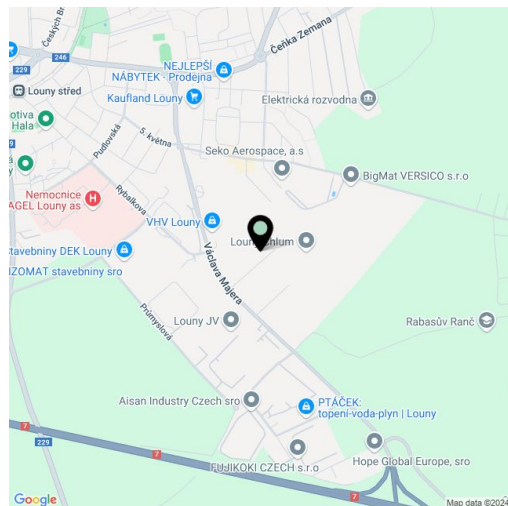 Českých Br
246
Čeňka Zemana
NEJLEPŠÍ
NÁBYTEK - Prodejna
229
Louny střed
Kaufland Louny
Elektrická rozvodna
otiva
Hala
Pudlovská
5. května
Seko Aerospace, a.s
BigMat VERSICO s.r.o
Nemocnice
AGEL Louny as
Rybalkova
VHV Louny
Stavebniny DEK Louny
IZOMAT stavebniny sro
Václava Majera
Průmyslová
Louny JV
Rabasův Ranč
Aisan Industry Czech sro
PTÁČEK:
topení-voda-plyn | Louny
7
229
FUJIKOKI CZECH s.r.o
Hope Global Europe, sro
7
7
Google
Map data ©2024